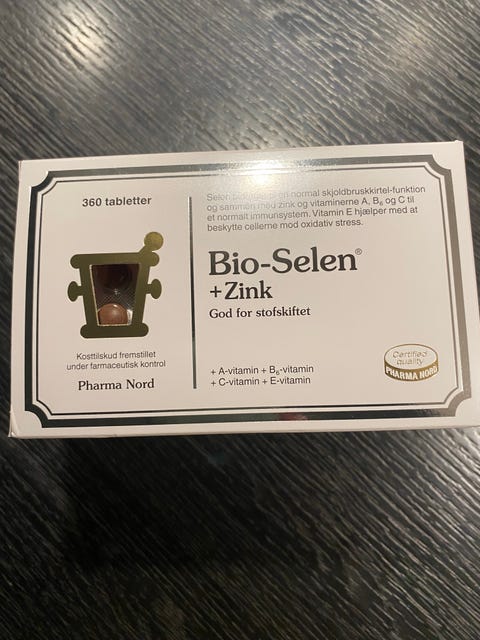 360 tabletter
Selen bidrager til en normal skjoldbruskkirtel-funktion
og sammen med zink og vitaminerne A, B₆ og C til
et normalt immunsystem. Vitamin E hjælper med at
beskytte cellerne mod oxidativ stress.
Bio-Selen®
+Zink
God for stofskiftet
Kosttilskud fremstillet
under farmaceutisk kontrol
Pharma Nord
+ A-vitamin + B₆-vitamin
+ C-vitamin + E-vitamin
Certified
quality
PHARMA NORD